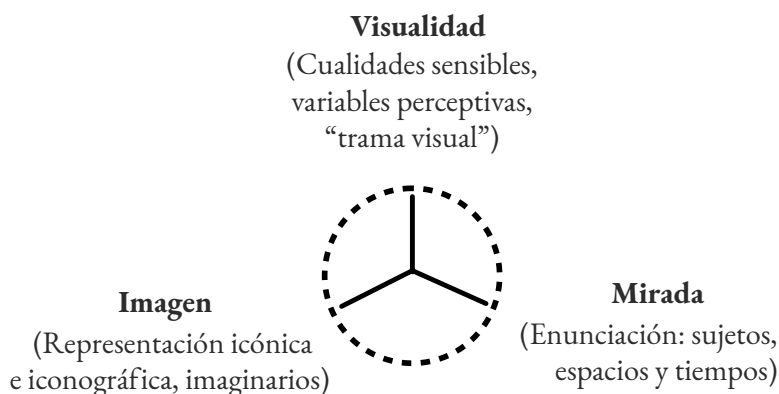 Visualidad
(Cualidades sensibles,
variables perceptivas,
“trama visual”)
Imagen
(Representación icónica
e iconográfica, imaginarios)
Mirada
(Enunciación: sujetos,
espacios y tiempos)